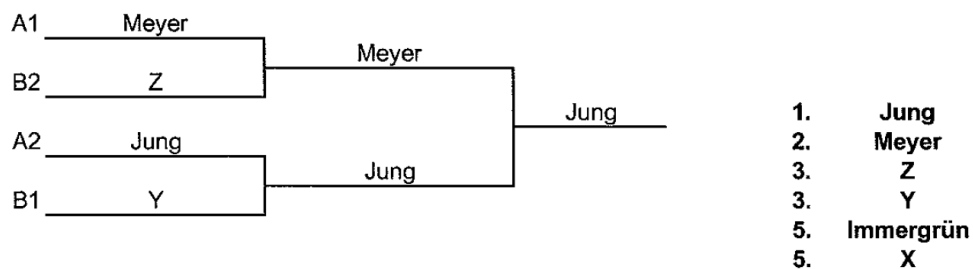 A1 Meyer
Meyer
B2 Z
Jung
A2 Jung
Jung
B1 Y
1. Jung
2. Meyer
3. Z
3. Y
5. Immergrün
5. X